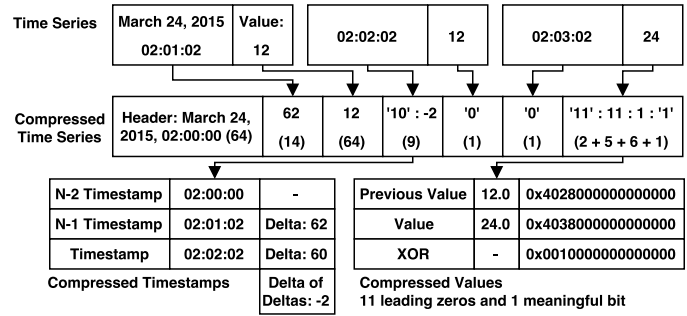 Time Series
March 24, 2015
02:01:02
Value:
12
02:02:02
12
02:03:02
24
Compressed
Time Series
Header: March 24,
2015, 02:00:00 (64)
62
(14)
12
(64)
'10' : -2
(9)
'0'
(1)
'0'
(1)
'11' : 11 : 1 : '1'
(2 + 5 + 6 + 1)
N-2 Timestamp 02:00:00 -
N-1 Timestamp 02:01:02 Delta: 62
Timestamp 02:02:02 Delta: 60
Compressed Timestamps
Delta of
Deltas: -2
Previous Value 12.0 0x4028000000000000
Value 24.0 0x4038000000000000
XOR - 0x0010000000000000
Compressed Values
11 leading zeros and 1 meaningful bit